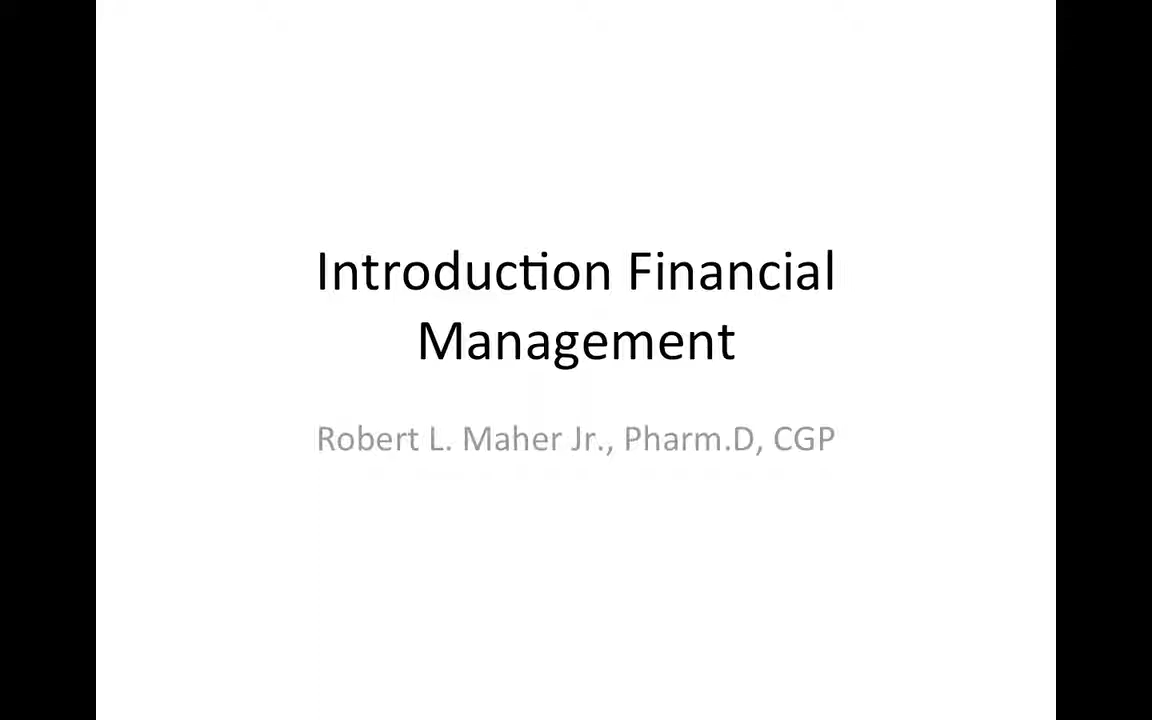 Introduction Financial
Management
Robert L. Maher Jr., Pharm.D, CGP